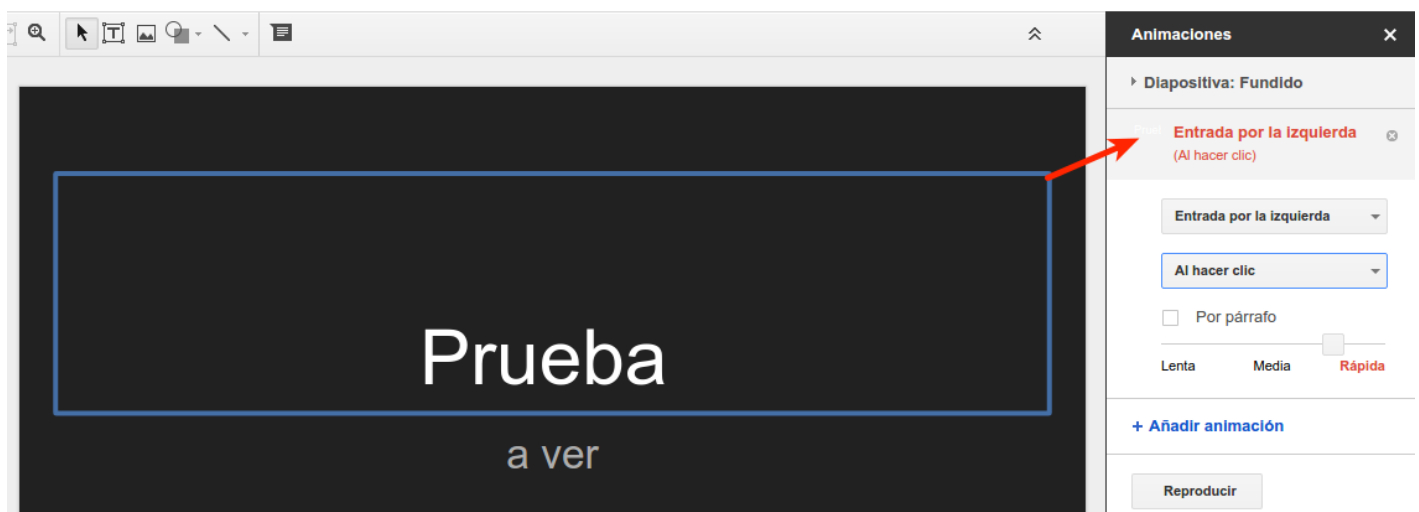 Animaciones
Diapositiva: Fundido
Entrada por la izquierda
(Al hacer clic)
Entrada por la izquierda
Al hacer clic
Por párrafo
Lenta Media Rápida
+ Añadir animación
Reproducir
Prueba
a ver